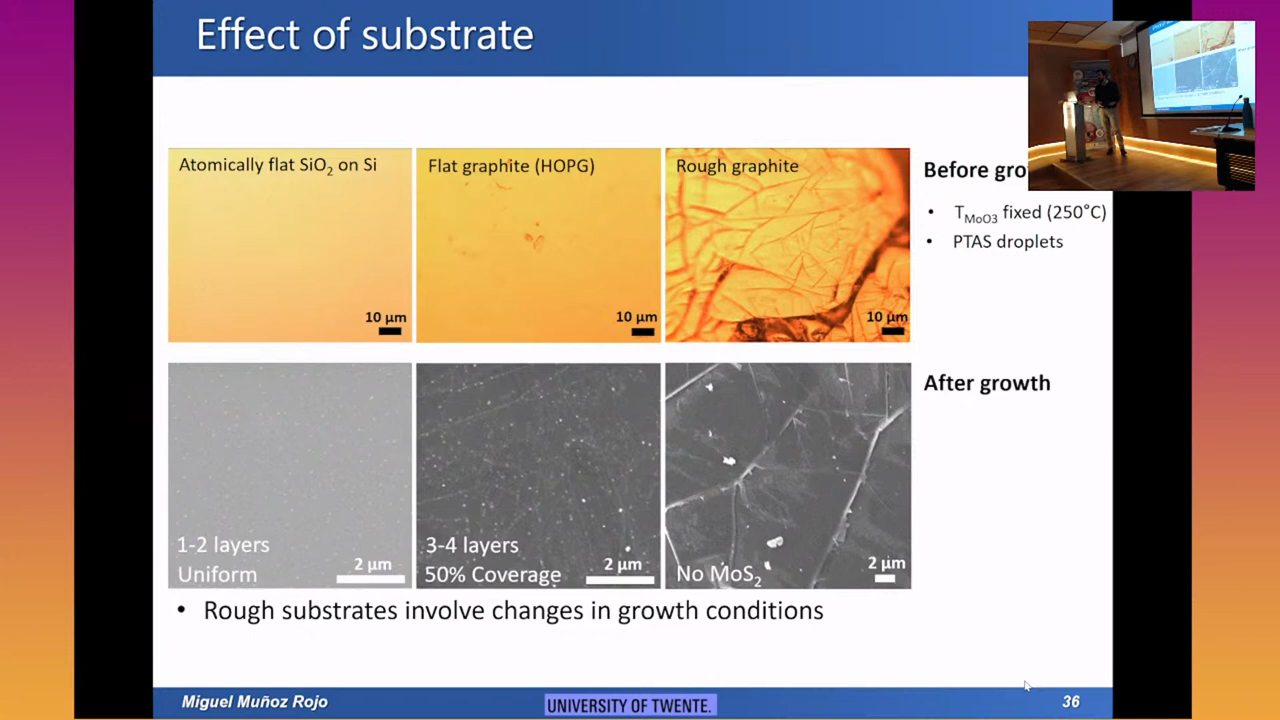 Effect of substrate
Atomically flat SiO2 on Si
10 µm
Flat graphite (HOPG)
10 µm
Rough graphite
10 µm
Before gro
• T_MoO3 fixed (250°C)
• PTAS droplets
1-2 layers
Uniform
2 µm
3-4 layers
50% Coverage
2 µm
No MoS2
2 µm
After growth
• Rough substrates involve changes in growth conditions
Miguel Muñoz Rojo
UNIVERSITY OF TWENTE.
36